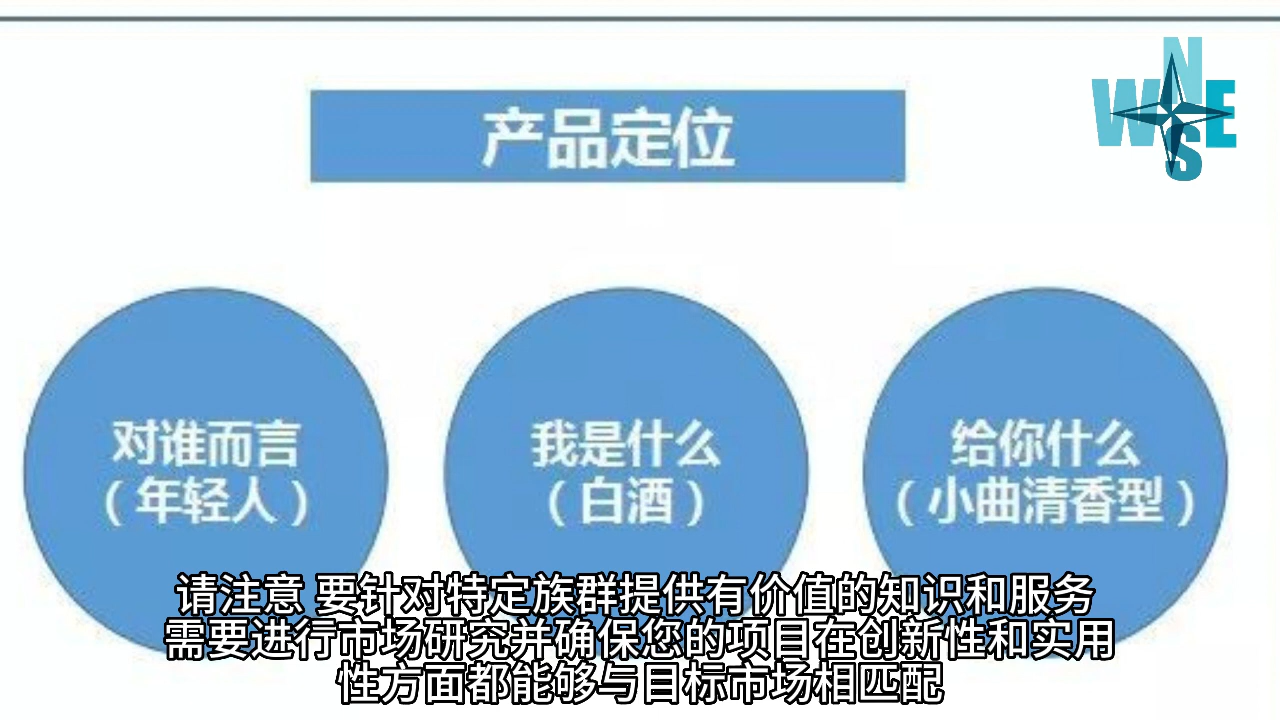 N
W E
S
产品定位
对谁而言
（年轻人）
我是什么
（白酒）
给你什么
（小曲清香型）
请注意 要针对特定族群提供有价值的知识和服务
需要进行市场研究并确保您的项目在创新性和实用
性方面都能够与目标市场相匹配